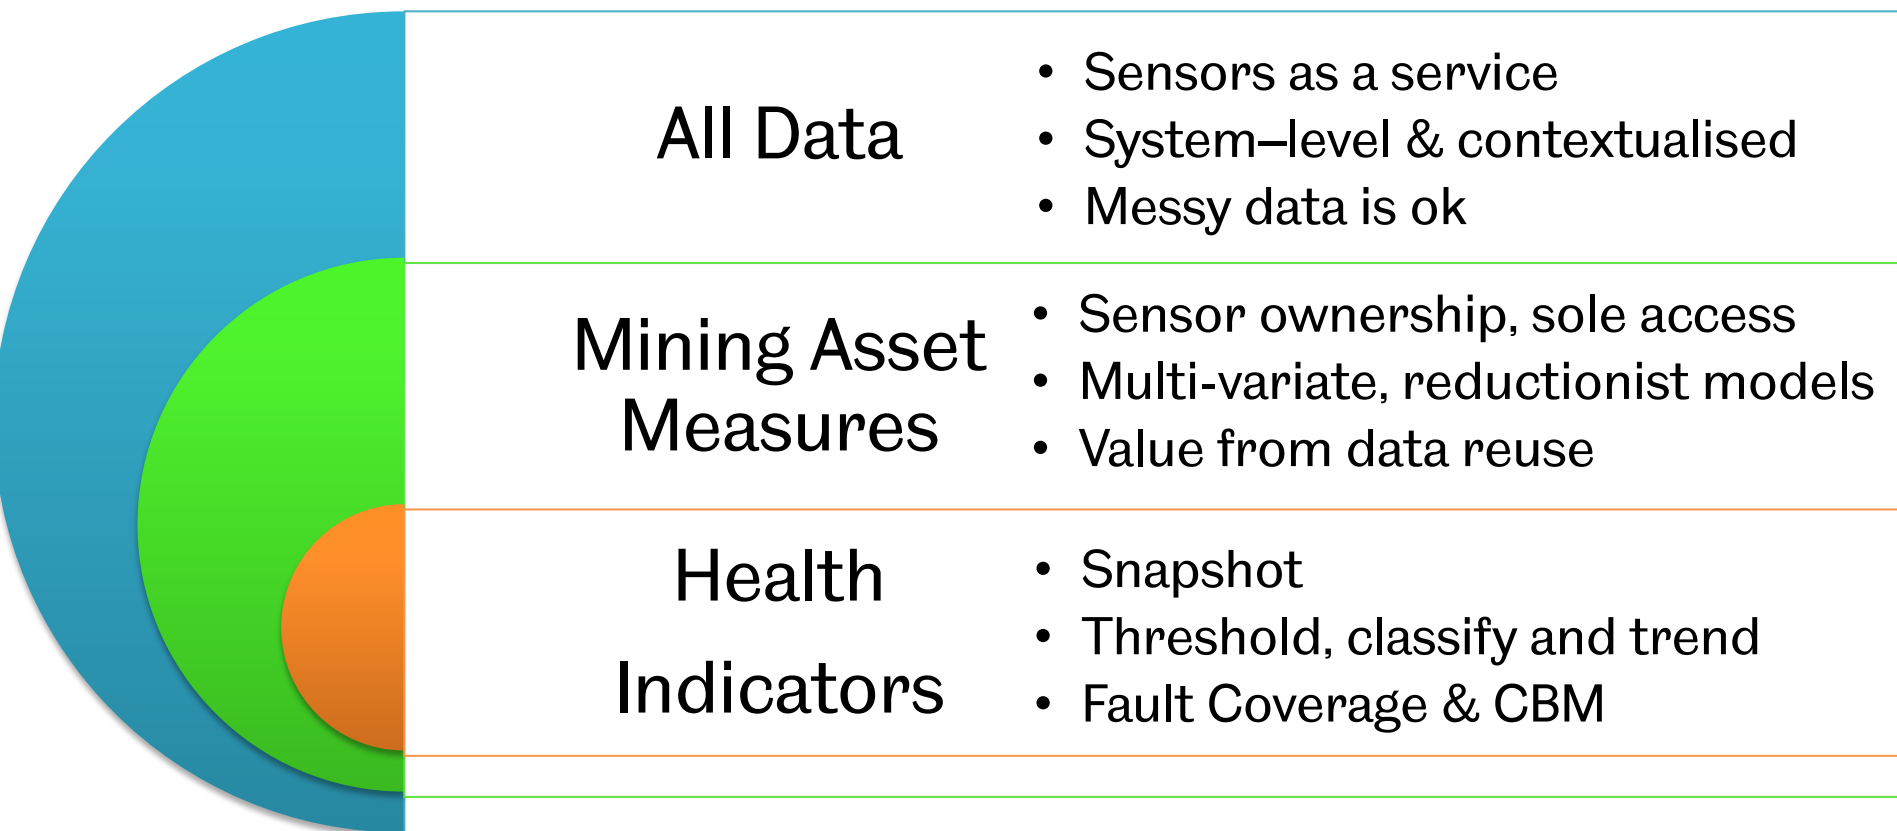 All Data
• Sensors as a service
• System–level & contextualised
• Messy data is ok
Mining Asset
Measures
• Sensor ownership, sole access
• Multi-variate, reductionist models
• Value from data reuse
Health
Indicators
• Snapshot
• Threshold, classify and trend
• Fault Coverage & CBM